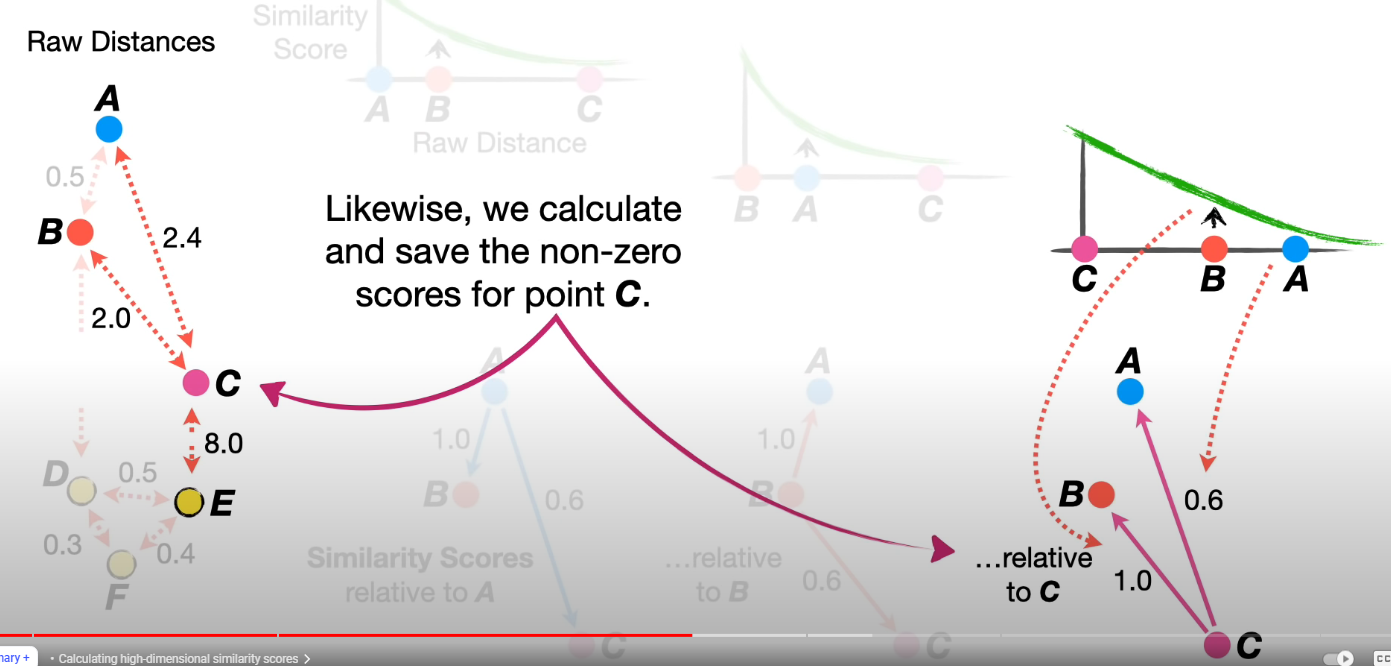 Similarity
Score
Raw Distances
A
A B C
Raw Distance
0.5
B A C
B
2.4
Likewise, we calculate
and save the non-zero
scores for point C.
C B A
2.0
A A A
C
1.0 1.0
8.0
D 0.5 E
B 0.6 B B 0.6
0.3 0.4
F
Similarity Scores
relative to A
...relative
to B
0.6
...relative
to C
1.0
C C C
nary +
• Calculating high-dimensional similarity scores >
CC